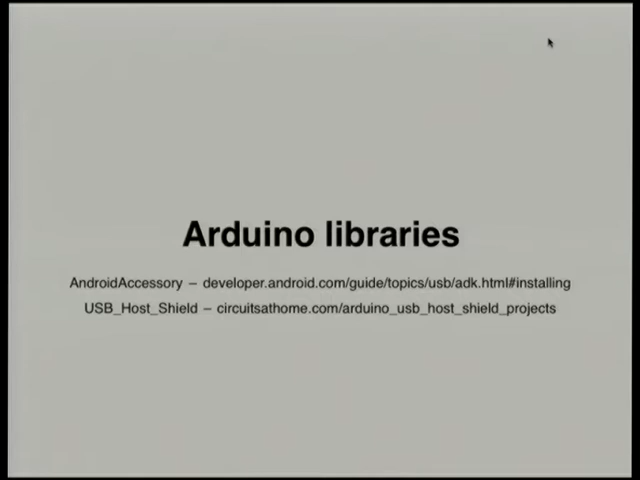 Arduino libraries
AndroidAccessory – developer.android.com/guide/topics/usb/adk.html#installing
USB_Host_Shield – circuitsathome.com/arduino_usb_host_shield_projects